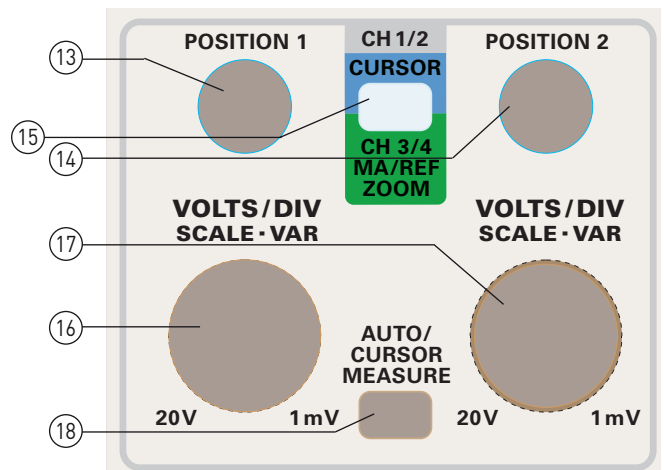 13
POSITION 1
CH 1/2
POSITION 2
CURSOR
15
14
CH 3/4
MA/REF
ZOOM
VOLTS/DIV
SCALE · VAR
VOLTS/DIV
SCALE · VAR
17
16
AUTO/
CURSOR
MEASURE
20V
1mV
20V
1mV
18